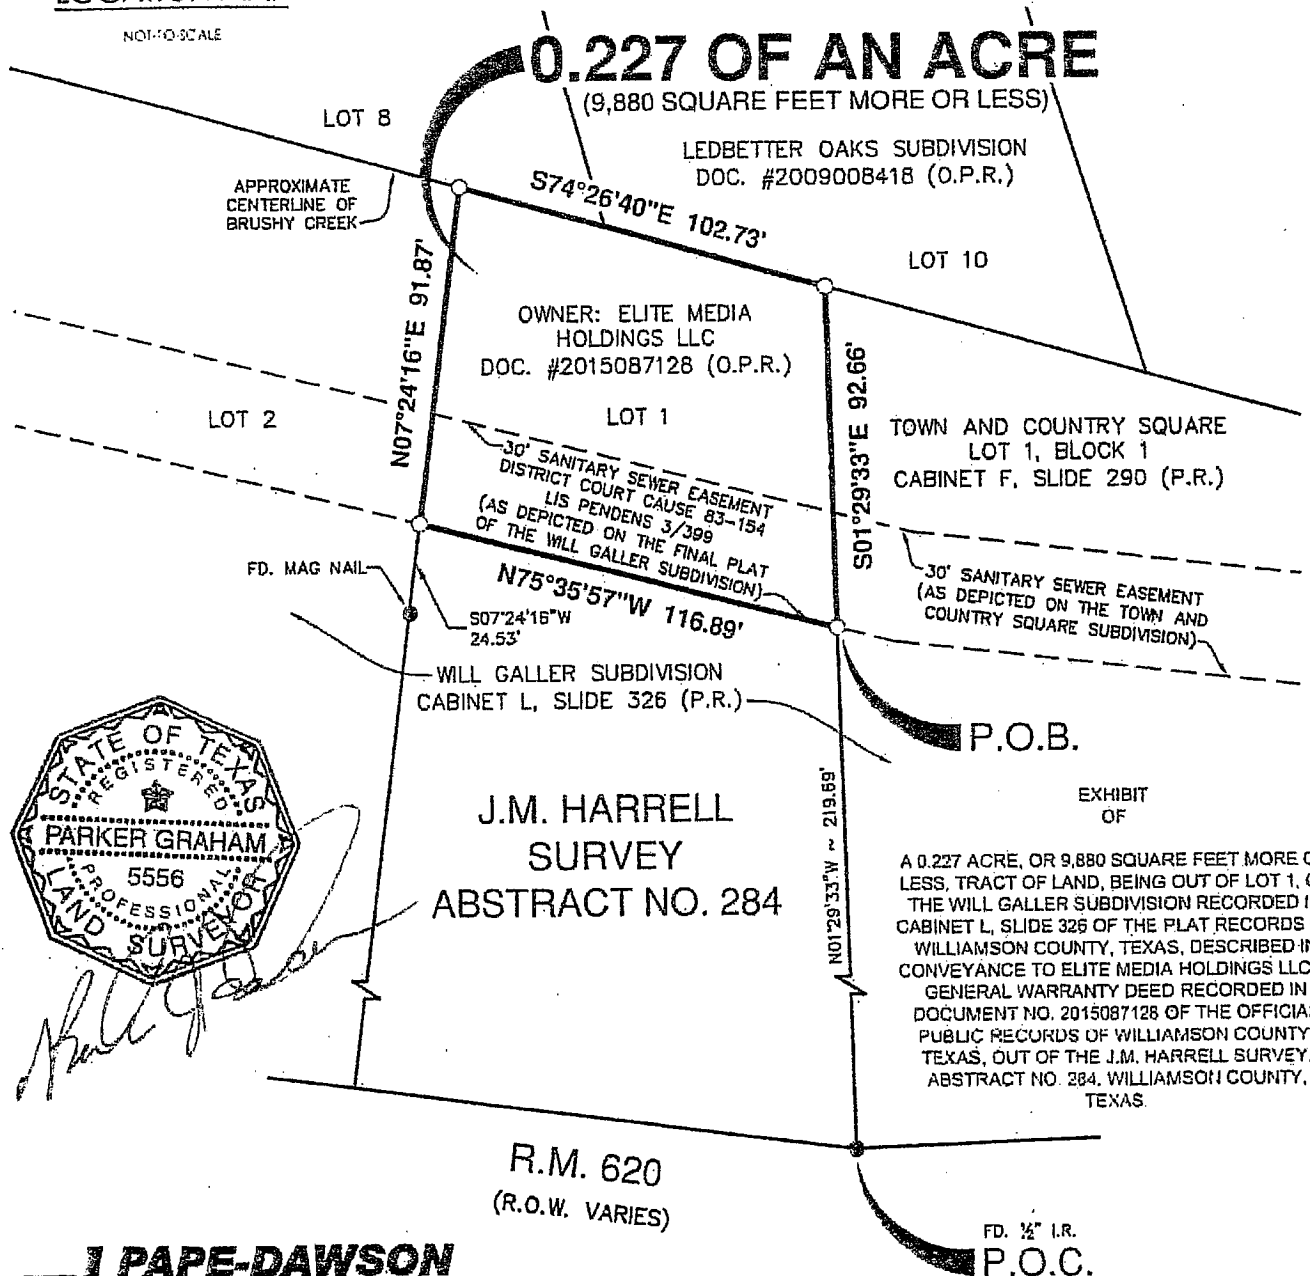 NOT-TO-SCALE
0.227 OF AN ACRE
(9,880 SQUARE FEET MORE OR LESS)
LOT 8
LEDBETTER OAKS SUBDIVISION
DOC. #2009008418 (O.P.R.)
APPROXIMATE
CENTERLINE OF
BRUSHY CREEK
S74°26'40"E 102.73'
LOT 10
N07°24'16"E 91.87'
OWNER: ELITE MEDIA
HOLDINGS LLC
DOC. #2015087128 (O.P.R.)
S01°29'33"E 92.66'
LOT 2
LOT 1
TOWN AND COUNTRY SQUARE
LOT 1, BLOCK 1
CABINET F, SLIDE 290 (P.R.)
30' SANITARY SEWER EASEMENT
DISTRICT COURT CAUSE 83-154
LIS PENDENS 3/399
(AS DEPICTED ON THE FINAL PLAT
OF THE WILL GALLER SUBDIVISION)
30' SANITARY SEWER EASEMENT
(AS DEPICTED ON THE TOWN AND
COUNTRY SQUARE SUBDIVISION)
FD. MAG NAIL
N75°35'57"W 116.89'
S07°24'16"W
24.53'
WILL GALLER SUBDIVISION
CABINET L, SLIDE 326 (P.R.)
P.O.B.
STATE OF TEXAS
REGISTERED
PARKER GRAHAM
5556
PROFESSIONAL
LAND SURVEYOR
J.M. HARRELL
SURVEY
ABSTRACT NO. 284
N01°29'33"W ~ 219.69'
EXHIBIT
OF
A 0.227 ACRE, OR 9,880 SQUARE FEET MORE
LESS, TRACT OF LAND, BEING OUT OF LOT 1,
THE WILL GALLER SUBDIVISION RECORDED
CABINET L, SLIDE 326 OF THE PLAT RECORDS
WILLIAMSON COUNTY, TEXAS, DESCRIBED IN
CONVEYANCE TO ELITE MEDIA HOLDINGS LLC
GENERAL WARRANTY DEED RECORDED IN
DOCUMENT NO. 2015087128 OF THE
PUBLIC RECORDS OF WILLIAMSON COUNTY
TEXAS, OUT OF THE J.M. HARRELL SURVEY,
ABSTRACT NO. 284, WILLIAMSON COUNTY,
TEXAS.
R.M. 620
(R.O.W. VARIES)
FD. ½" I.R.
P.O.C.
PAPE-DAWSON